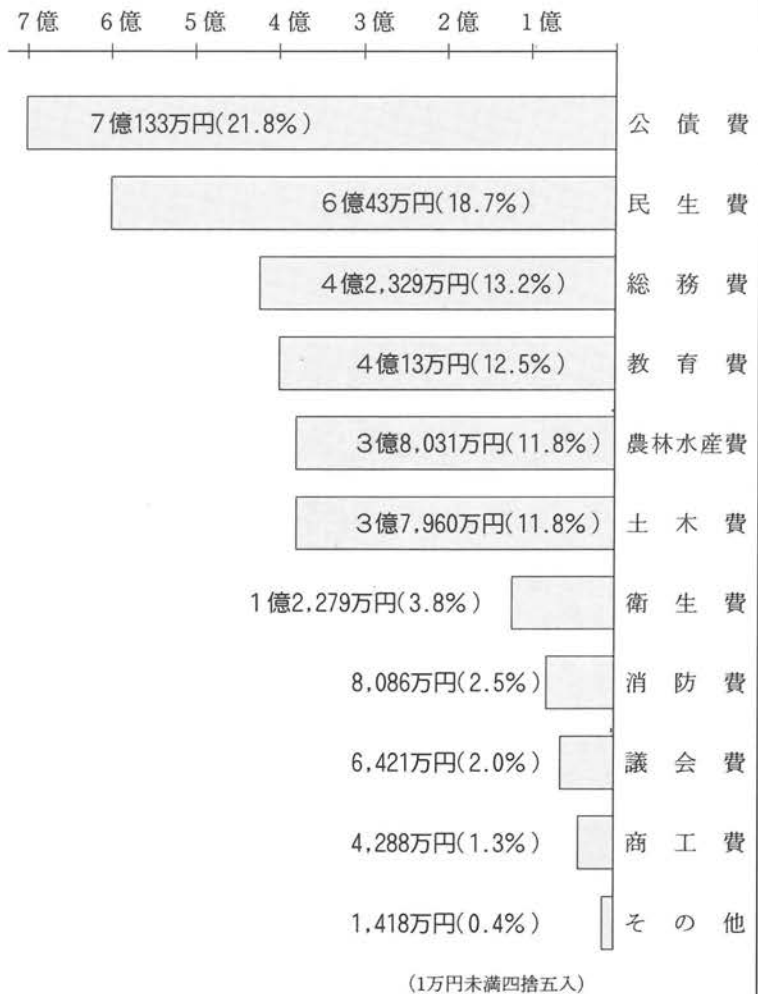 7億 6億 5億 4億 3億 2億 1億
7億133万円(21.8%) 公債費
6億43万円(18.7%) 民生費
4億2,329万円(13.2%) 総務費
4億13万円(12.5%) 教育費
3億8,031万円(11.8%) 農林水産費
3億7,960万円(11.8%) 土木費
1億2,279万円(3.8%) 衛生費
8,086万円(2.5%) 消防費
6,421万円(2.0%) 議会費
4,288万円(1.3%) 商工費
1,418万円(0.4%) その他
(1万円未満四捨五入)